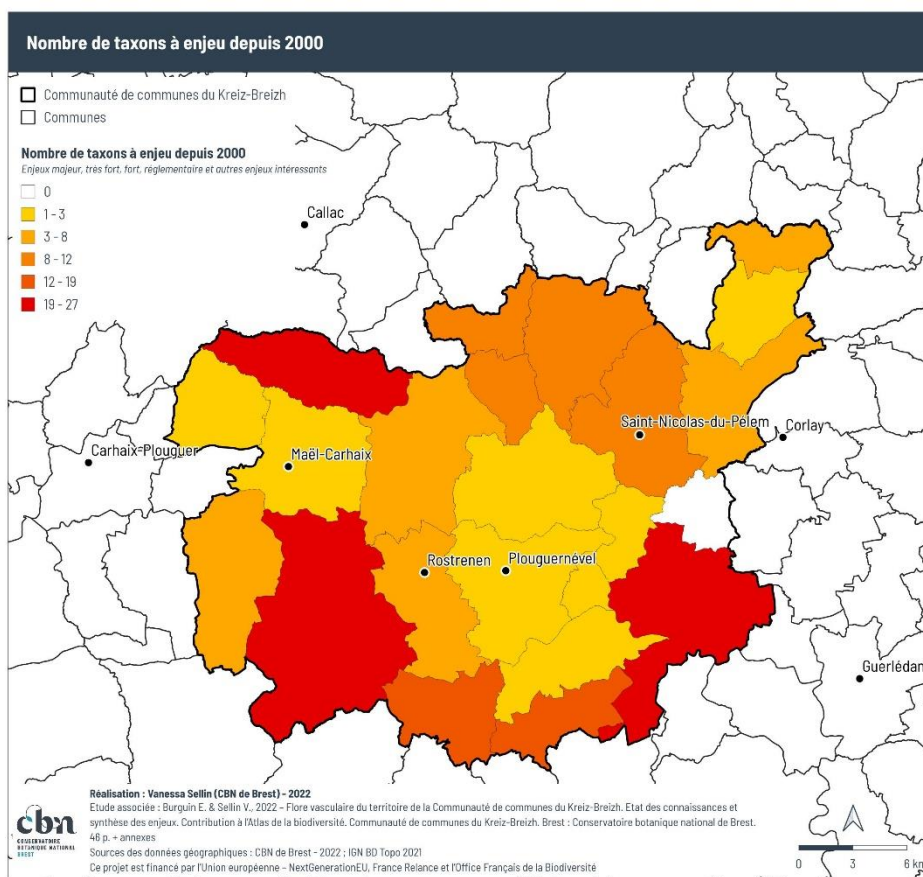 Nombre de taxons à enjeu depuis 2000
Communauté de communes du Kreiz-Breizh
Communes
Nombre de taxons à enjeu depuis 2000
Enjeux majeur, très fort, fort, réglementaire et autres enjeux intéressants
0
1 - 3
3 - 8
8 - 12
12 - 19
19 - 27
Callac
Saint-Nicolas-du-Pélem
Corlay
Carhaix-Plouguer
Maël-Carhaix
Rostrenen
Plouguernével
Guerlédan
Réalisation : Vanessa Sellin (CBN de Brest) - 2022
Etude associée : Burguin E. & Sellin V., 2022 - Flore vasculaire du territoire de la Communauté de communes du Kreiz-Breizh. Etat des connaissances et
synthèse des enjeux. Contribution à l'Atlas de la biodiversité. Communauté de communes du Kreiz-Breizh. Brest : Conservatoire botanique national de Brest.
46 p. + annexes
Sources des données géographiques : CBN de Brest - 2022 ; IGN BD Topo 2021
Ce projet est financé par l'Union européenne - NextGenerationEU, France Relance et l'Office Français de la Biodiversité
cbn
CONSERVATOIRE
BOTANIQUE NATIONAL
BREST
0 3 6 km